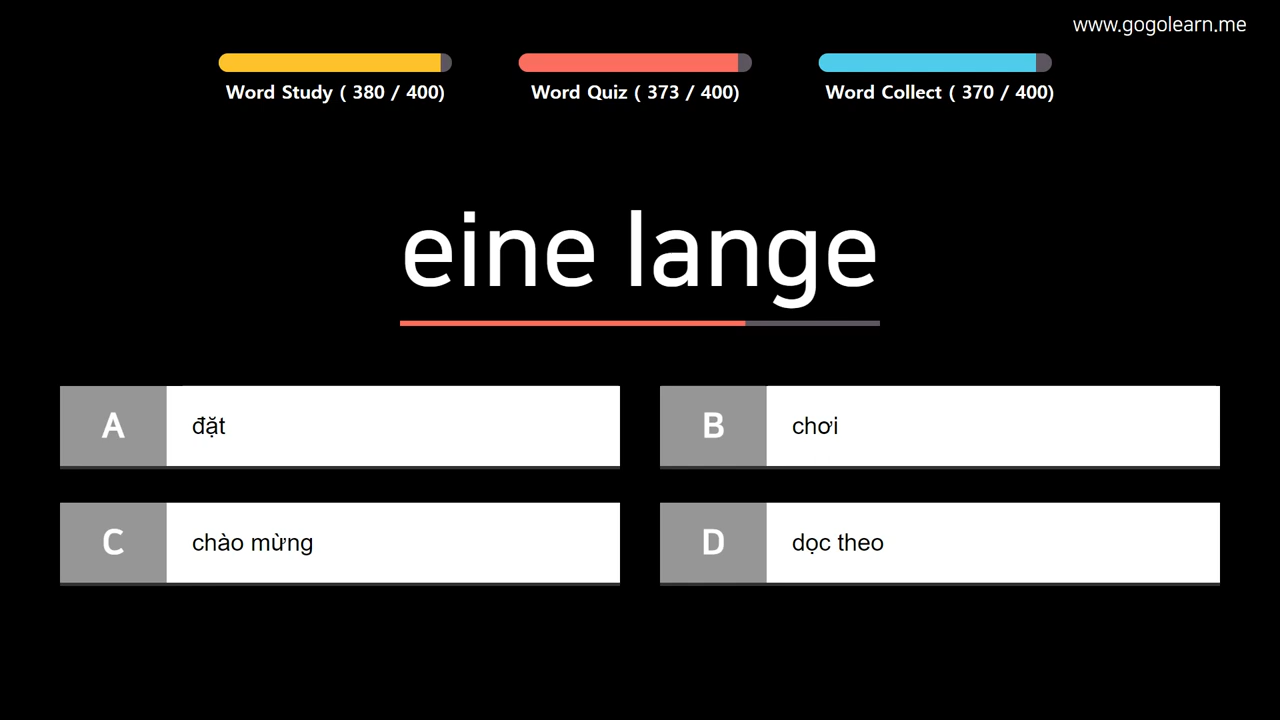 www.gogolearn.me
Word Study ( 380 / 400)
Word Quiz ( 373 / 400)
Word Collect ( 370 / 400)
eine lange
A
đặt
B
chơi
C
chào mừng
D
dọc theo